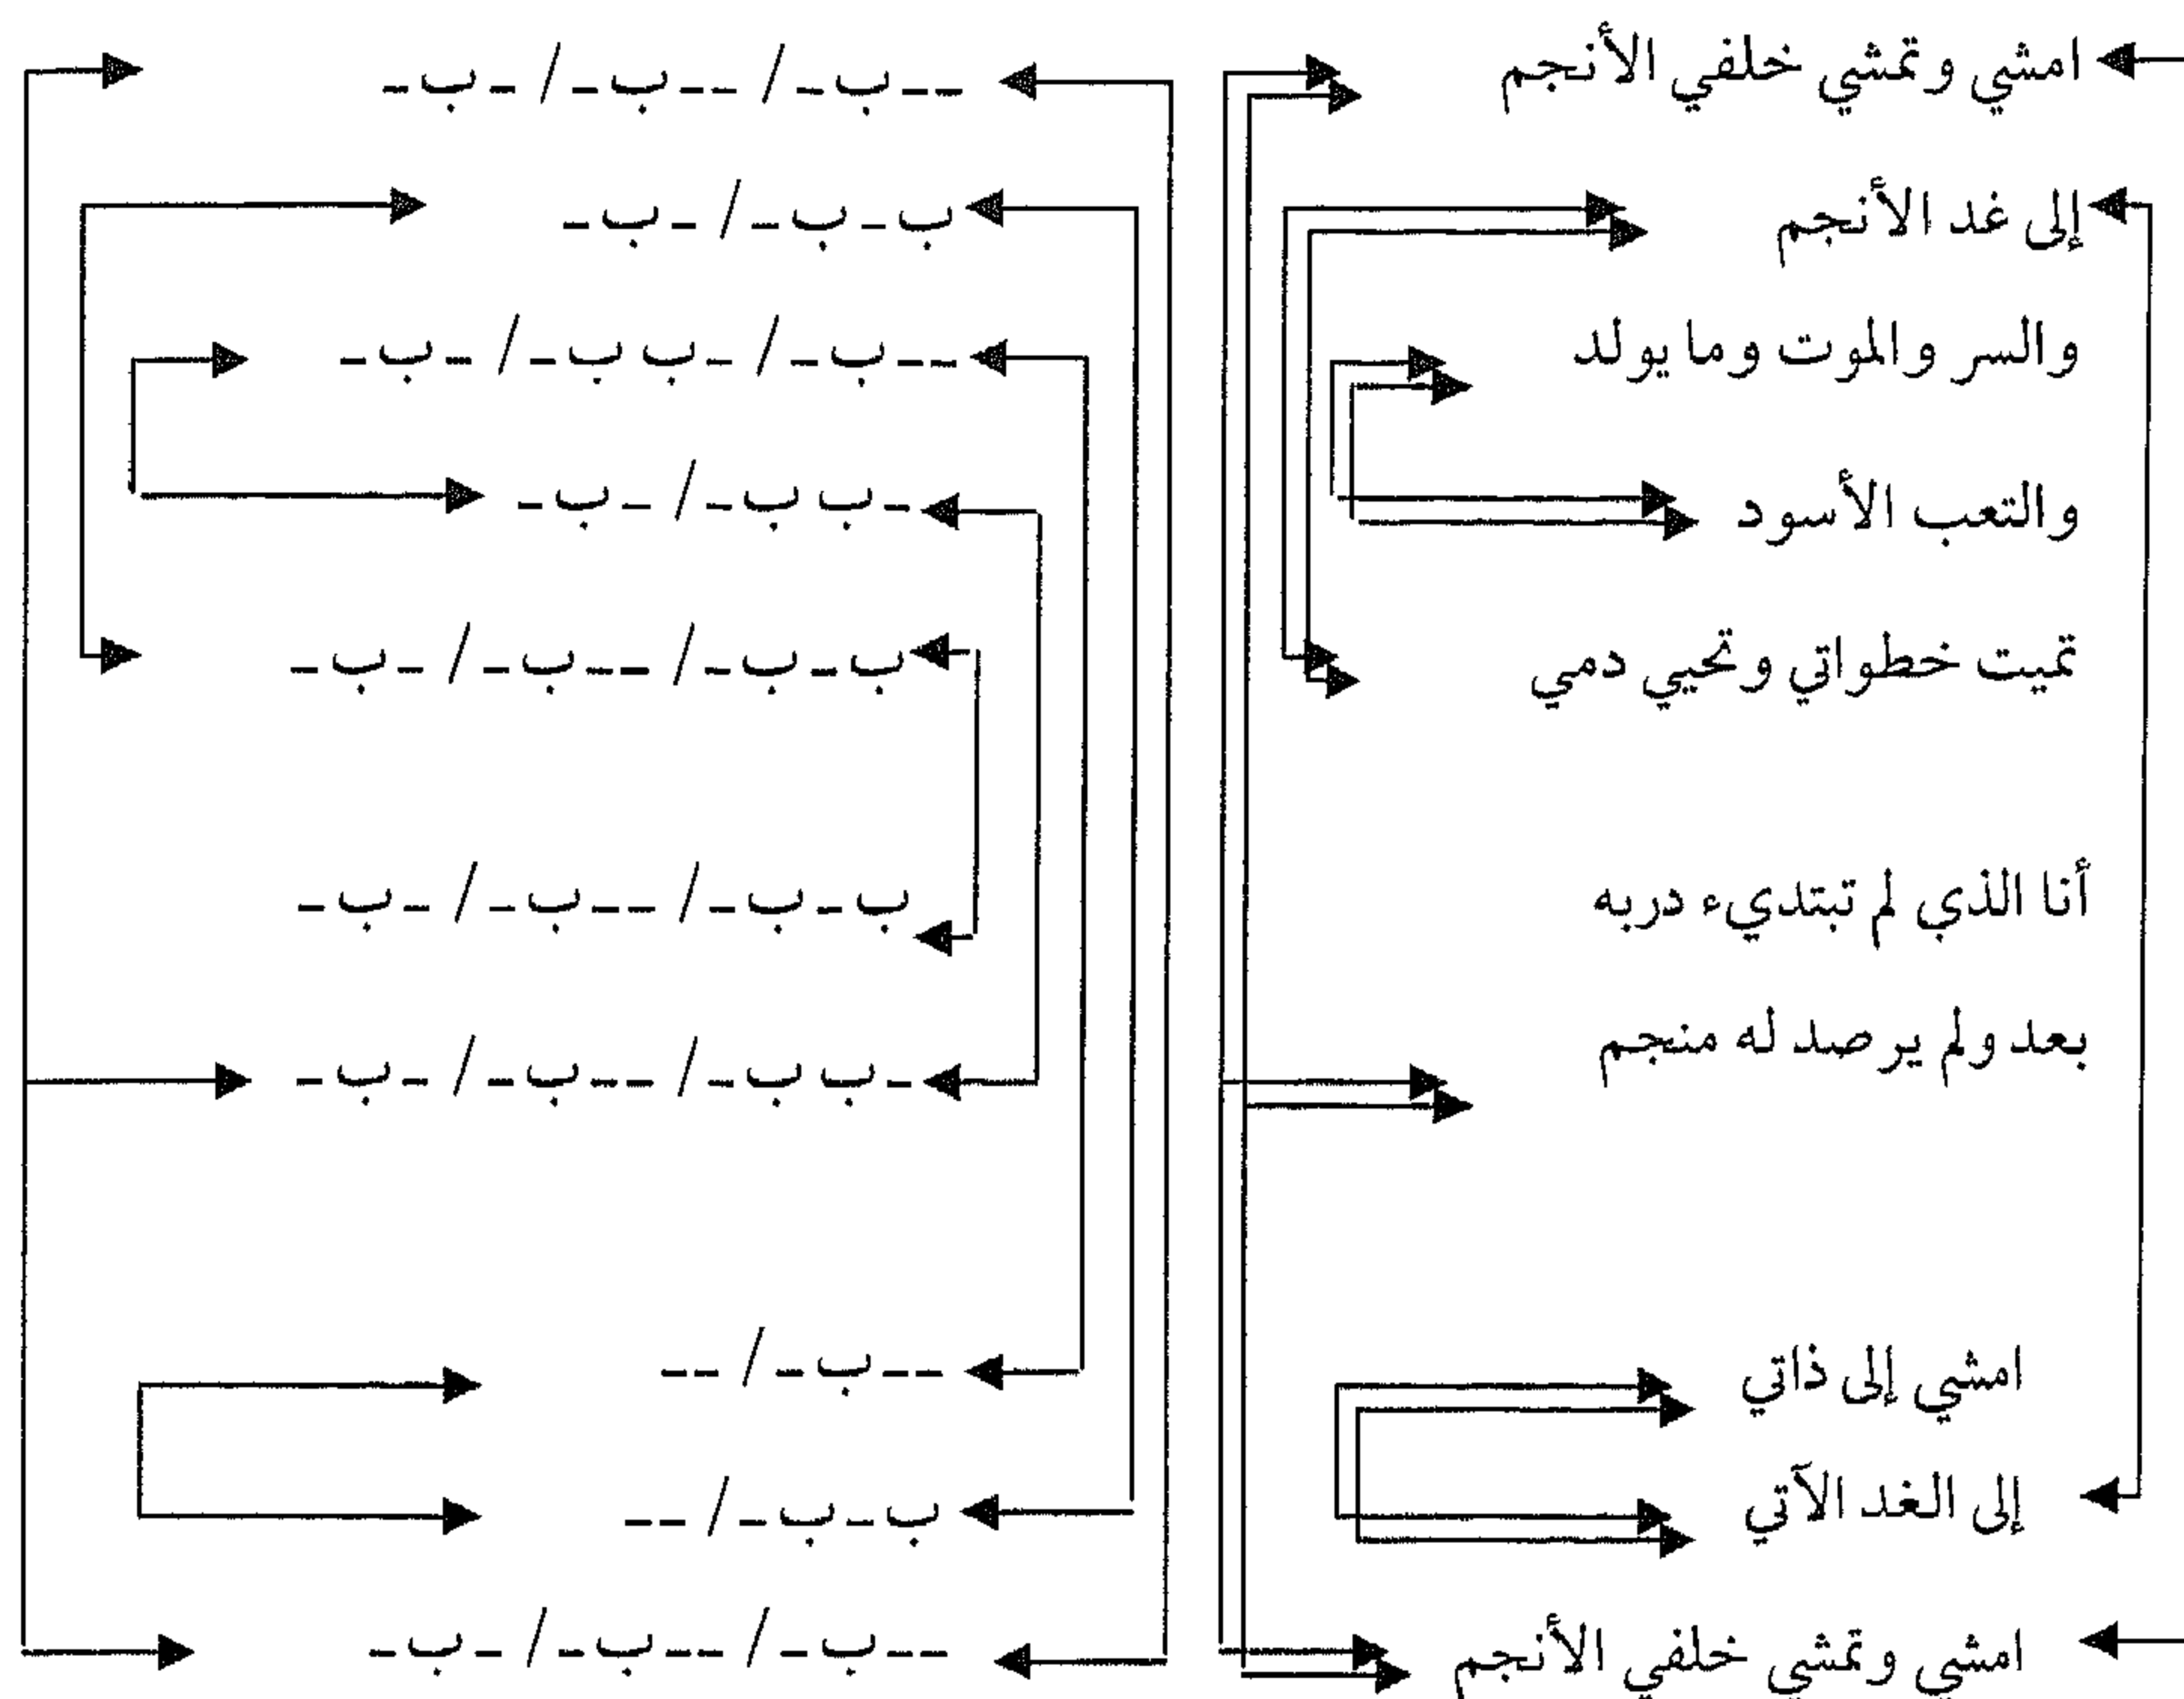 امشي وتمشي خلفي الأنجم --ب-/--ب-/-ب-
إلى غد الأنجم ب-ب-/-ب-
والسر والموت وما يولد --ب-/-ب ب-/-ب-
والتعب الأسود -ب ب-/-ب-
تميت خطواتي وتحيي دمي ب-ب-/--ب-/-ب-
أنا الذي لم تبتديء دربه ب-ب-/--ب-/-ب-
بعد ولم يرصد له منجم -ب ب-/--ب-/-ب-
امشي إلى ذاتي --ب-/--
إلى الغد الآتي ب-ب-/--
امشي وتمشي خلفي الأنجم --ب-/--ب-/-ب-